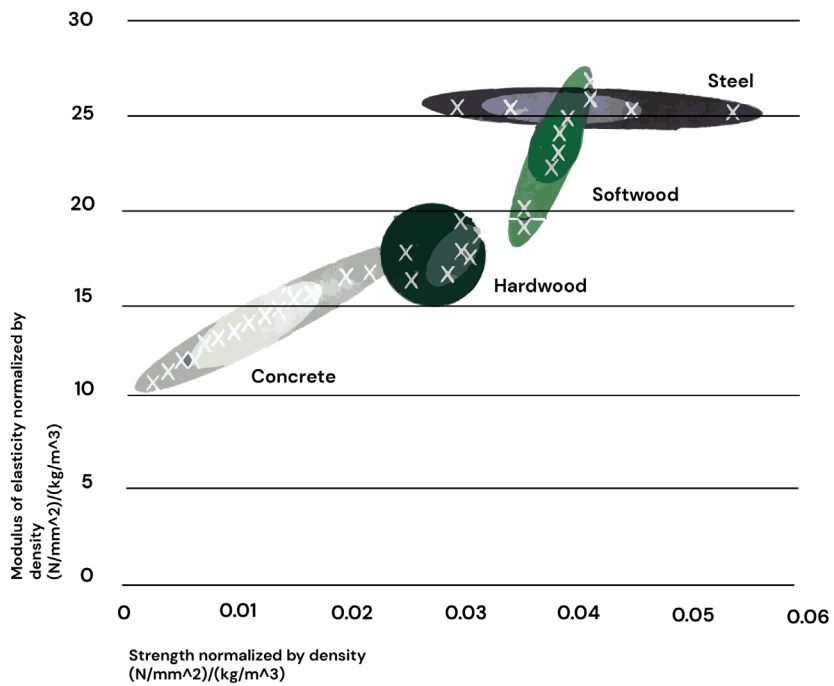 30
Steel
25
Softwood
20
Hardwood
15
Concrete
10
5
0
Modulus of elasticity normalized by
density
(N/mm^2)/(kg/m^3)
0 0.01 0.02 0.03 0.04 0.05 0.06
Strength normalized by density
(N/mm^2)/(kg/m^3)